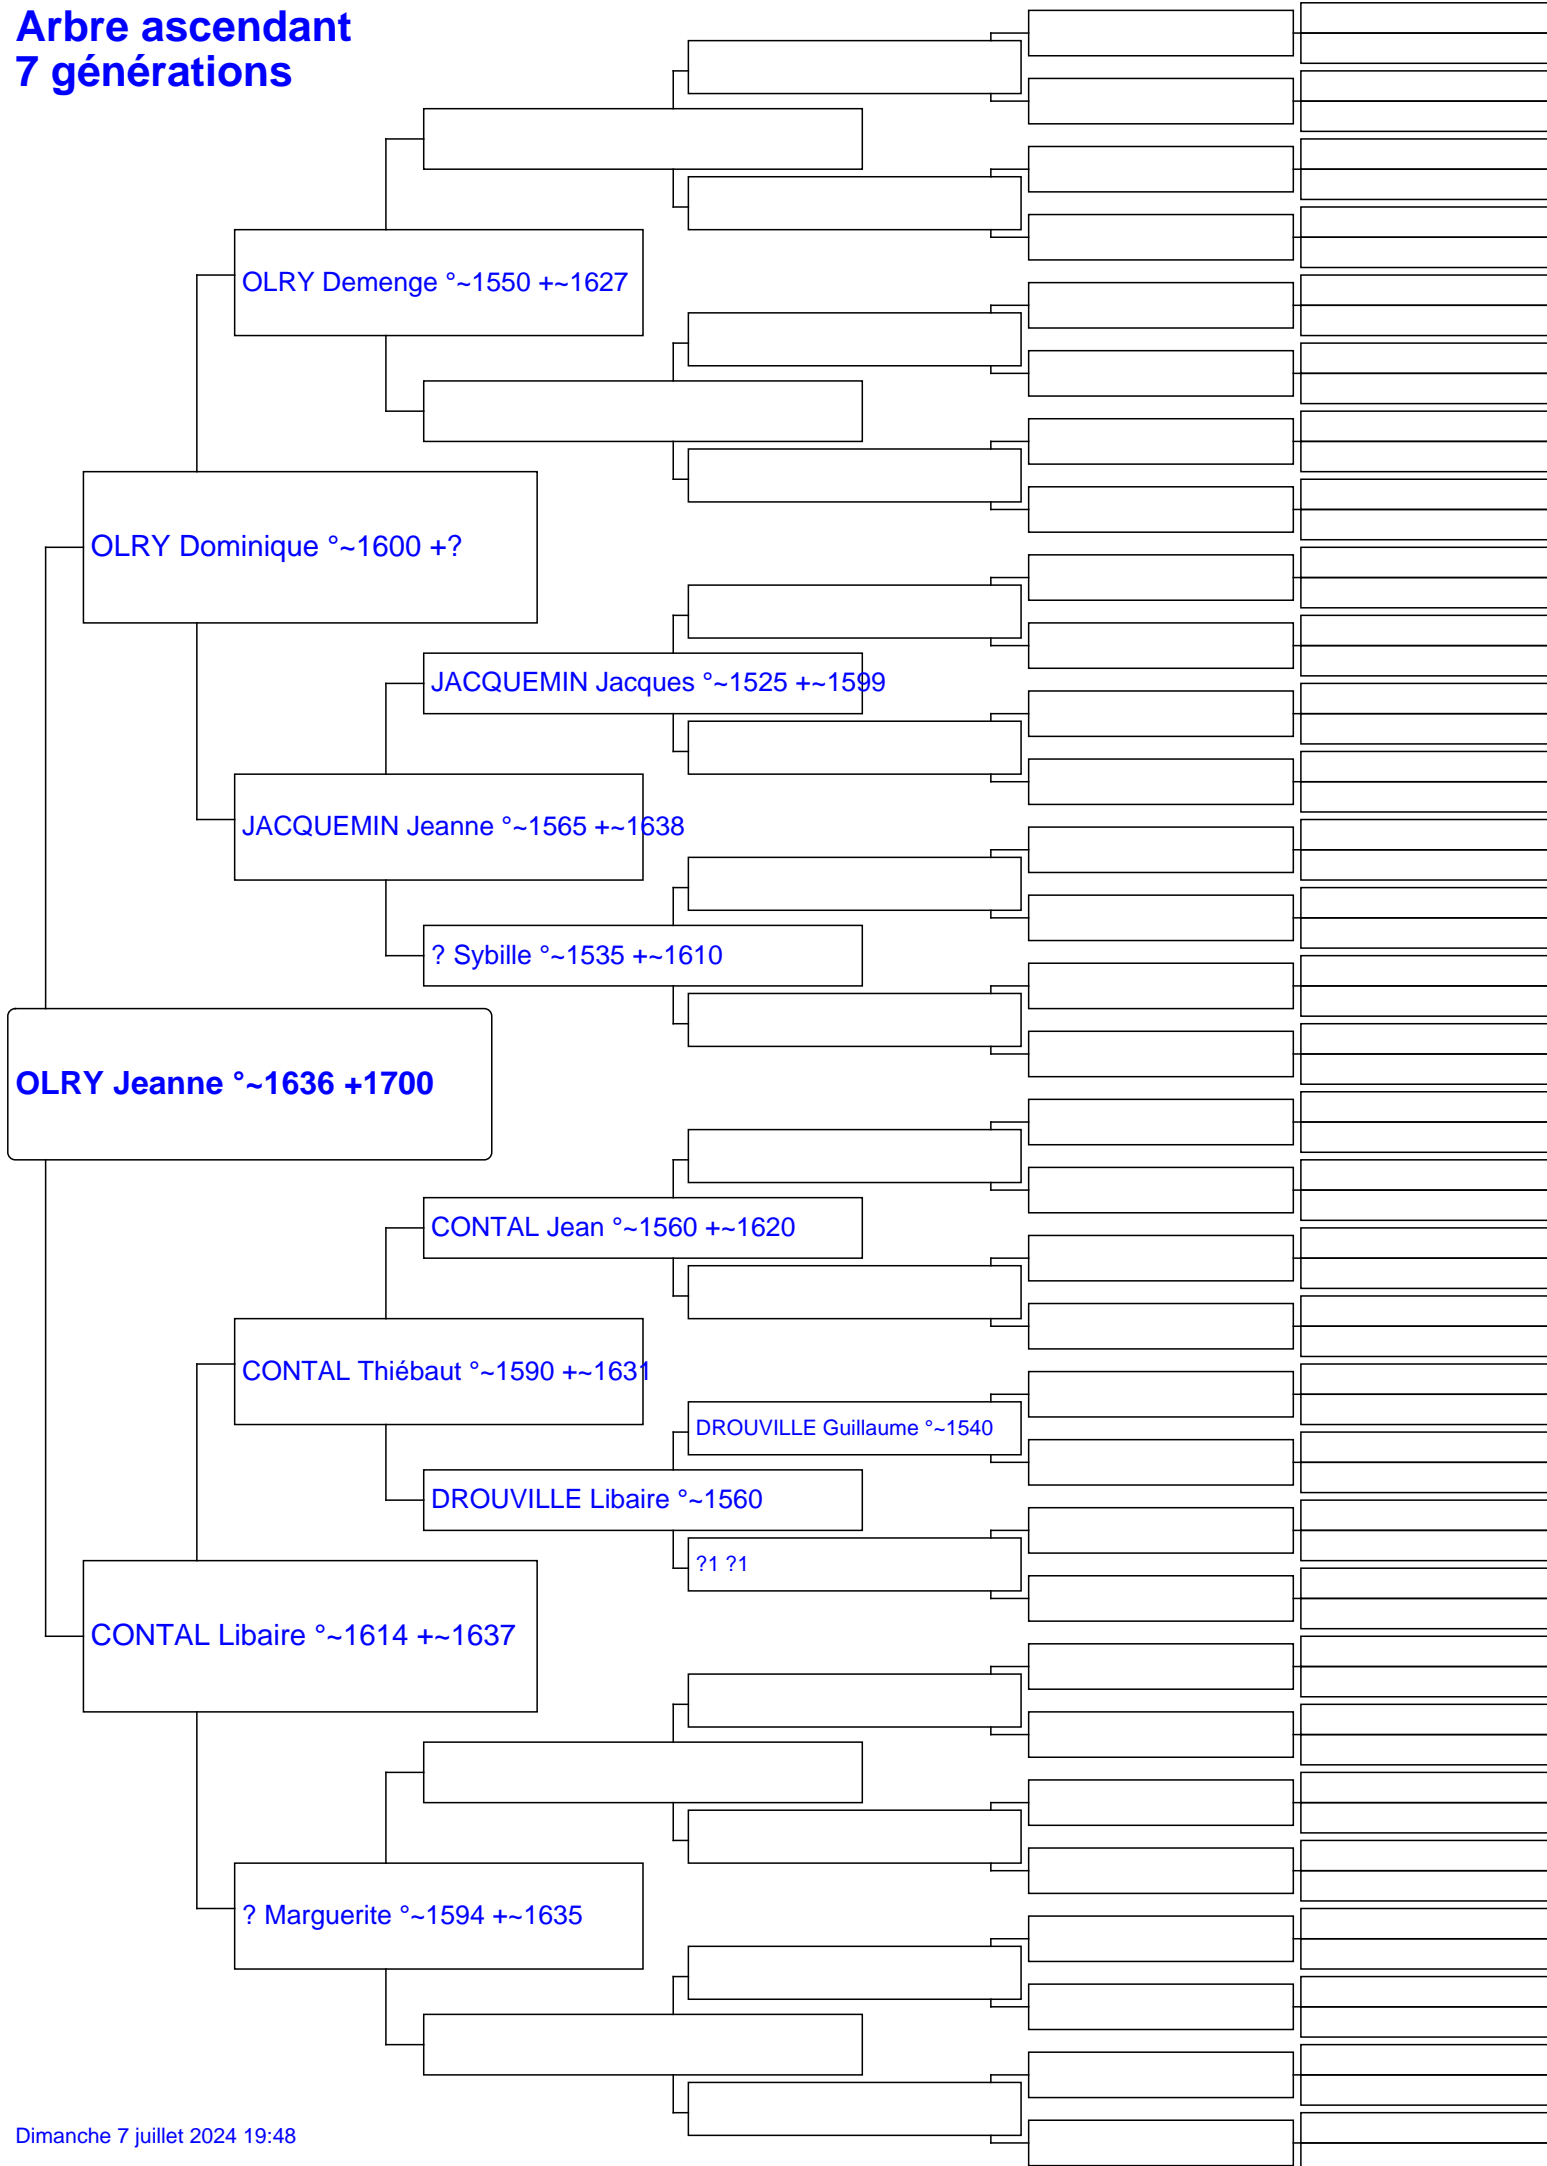 Arbre ascendant
7 générations
OLRY Demenge °~1550 +~1627
OLRY Dominique °~1600 +?
JACQUEMIN Jacques °~1525 +~1599
JACQUEMIN Jeanne °~1565 +~1638
? Sybille °~1535 +~1610
OLRY Jeanne °~1636 +1700
CONTAL Jean °~1560 +~1620
CONTAL Thiébaut °~1590 +~1631
DROUVILLE Guillaume °~1540
DROUVILLE Libaire °~1560
?1 ?1
CONTAL Libaire °~1614 +~1637
? Marguerite °~1594 +~1635
Dimanche 7 juillet 2024 19:48